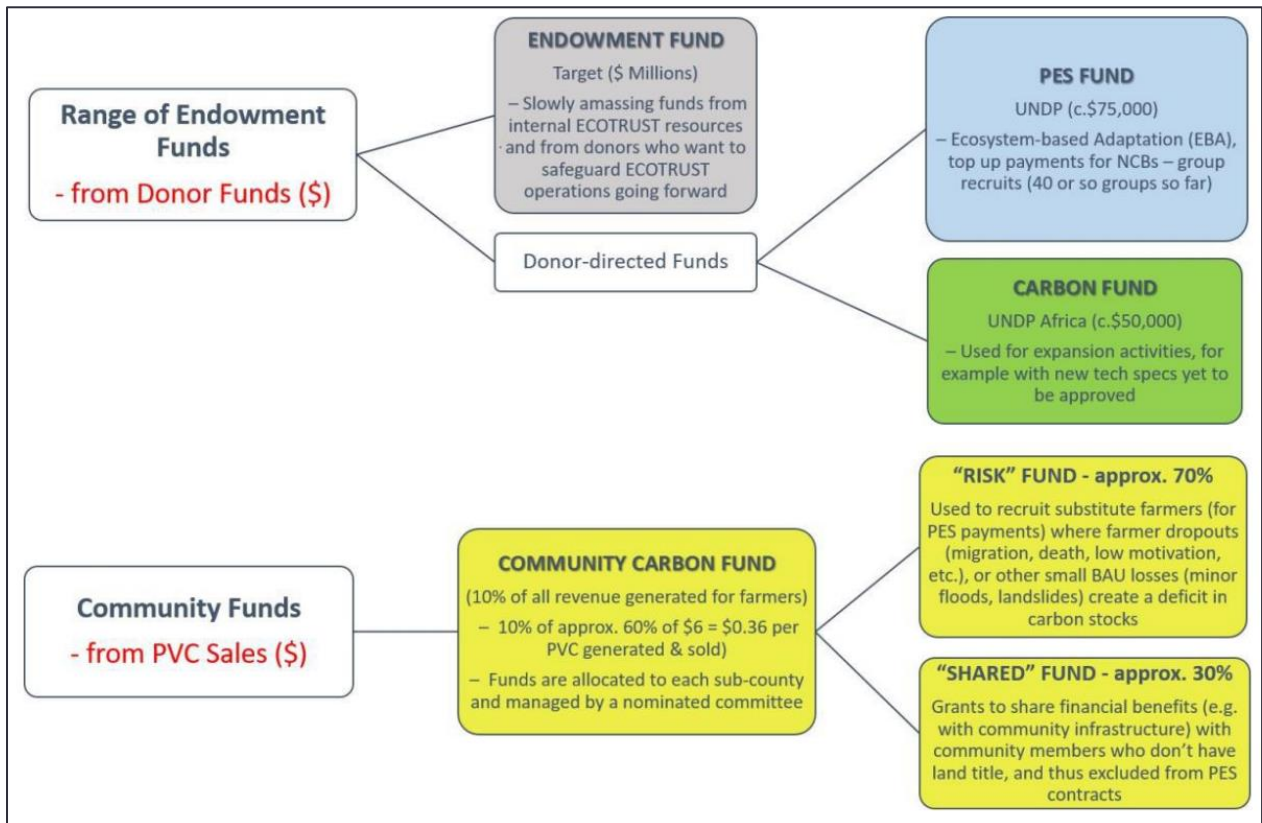 Range of Endowment
Funds
- from Donor Funds ($)
ENDOWMENT FUND
Target ($ Millions)
– Slowly amassing funds from
internal ECOTRUST resources
and from donors who want to
safeguard ECOTRUST
operations going forward
Donor-directed Funds
PES FUND
UNDP (c.$75,000)
– Ecosystem-based Adaptation (EBA),
top up payments for NCBs – group
recruits (40 or so groups so far)
CARBON FUND
UNDP Africa (c.$50,000)
– Used for expansion activities, for
example with new tech specs yet to
be approved
Community Funds
- from PVC Sales ($)
COMMUNITY CARBON FUND
(10% of all revenue generated for farmers)
– 10% of approx. 60% of $6 = $0.36 per
PVC generated & sold)
– Funds are allocated to each sub-county
and managed by a nominated committee
“RISK” FUND - approx. 70%
Used to recruit substitute farmers (for
PES payments) where farmer dropouts
(migration, death, low motivation,
etc.), or other small BAU losses (minor
floods, landslides) create a deficit in
carbon stocks
“SHARED” FUND - approx. 30%
Grants to share financial benefits (e.g.
with community infrastructure) with
community members who don’t have
land title, and thus excluded from PES
contracts